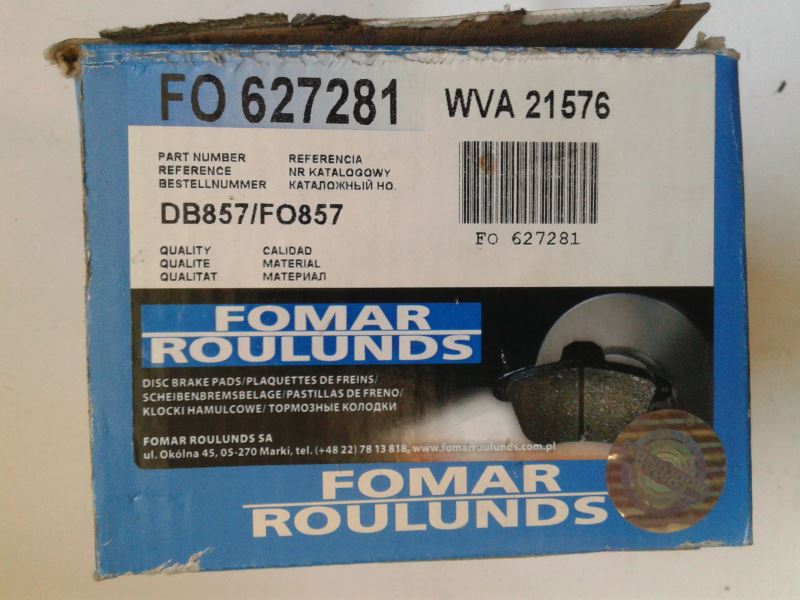 FO 627281 WVA 21576
PART NUMBER REFERENCIA
REFERENCE NR KATALOGOWY
BESTELLNUMMER КАТАЛОЖНЫЙ НО.
DB857/FO857
FO 627281
QUALITY CALIDAD
QUALITE MATERIAL
QUALITAT МАТЕРИАЛ
FOMAR
ROULUNDS
DISC BRAKE PADS/PLAQUETTES DE FREINS/
SCHEIBENBREMSBELAGE/PASTILLAS DE FRENO/
KLOCKI HAMULCOWE/ТОРМОЗНЫЕ КОЛОДКИ
FOMAR ROULUNDS SA
ul. Okólna 45, 05-270 Marki, tel. (+48 22) 78 13 818, www.fomarroulunds.com.pl
FOMAR
ROULUNDS